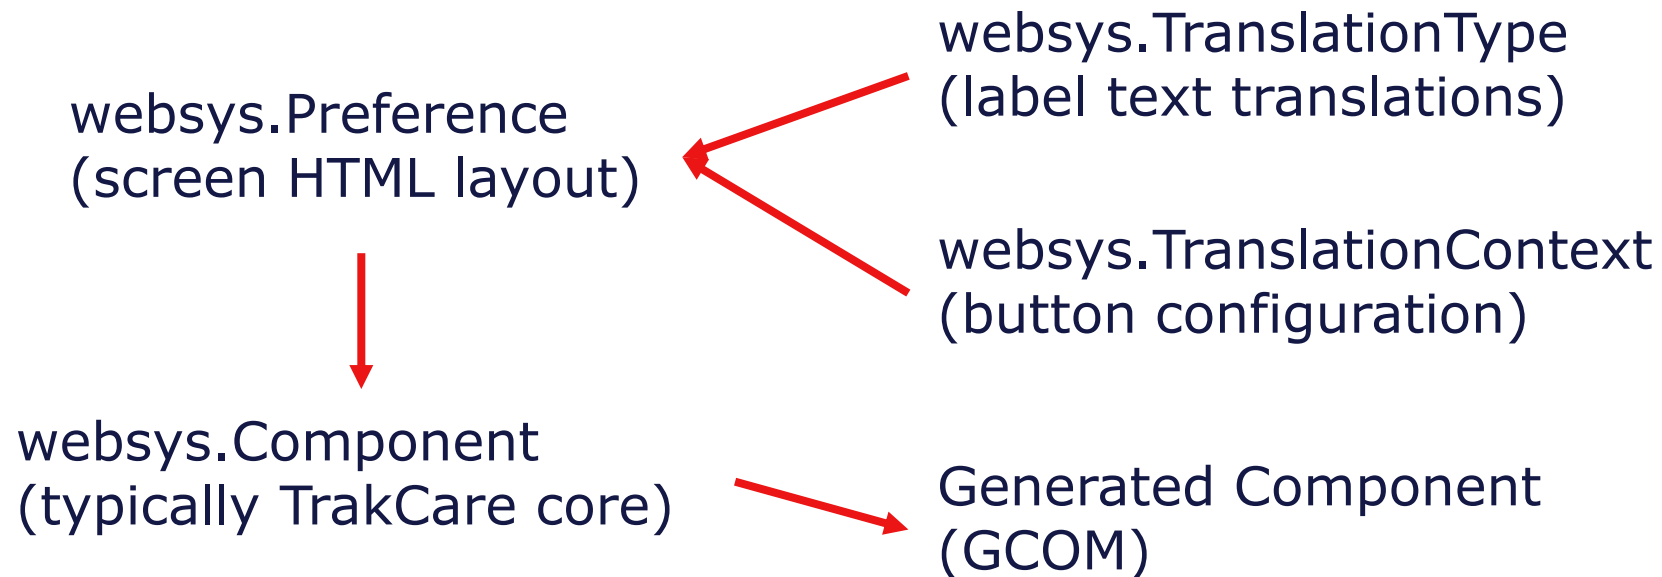 websys.TranslationType
(label text translations)
websys.Preference
(screen HTML layout)
websys.TranslationContext
(button configuration)
websys.Component
(typically TrakCare core)
Generated Component
(GCOM)